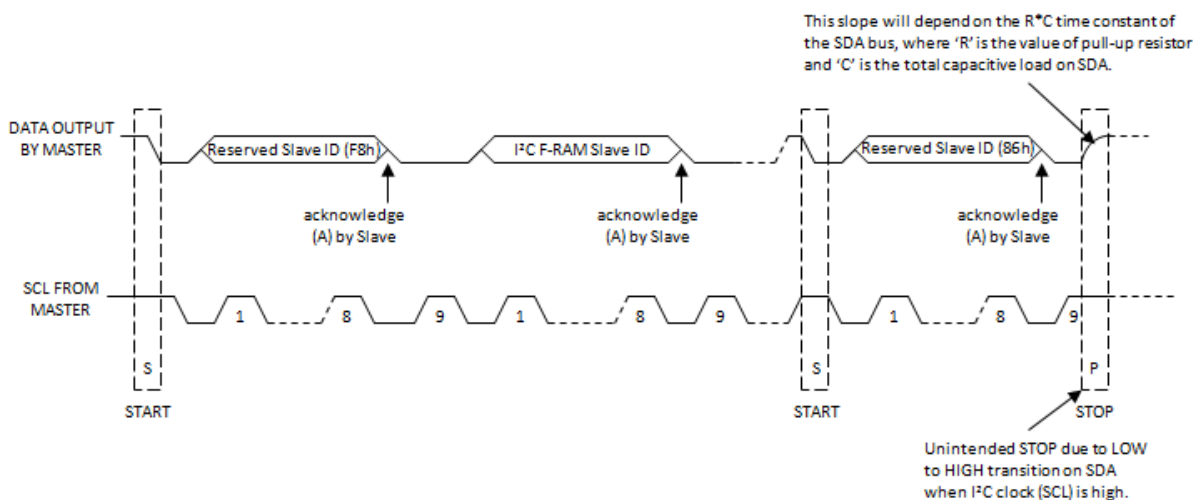 This slope will depend on the R*C time constant of
the SDA bus, where ‘R’ is the value of pull-up resistor
and ‘C’ is the total capacitive load on SDA.
DATA OUTPUT
BY MASTER
Reserved Slave ID (F8h)
I²C F-RAM Slave ID
Reserved Slave ID (86h)
acknowledge
(A) by Slave
acknowledge
(A) by Slave
acknowledge
(A) by Slave
SCL FROM
MASTER
1 8 9 1 8 9 1 8 9
S S P
START START STOP
Unintended STOP due to LOW
to HIGH transition on SDA
when I²C clock (SCL) is high.